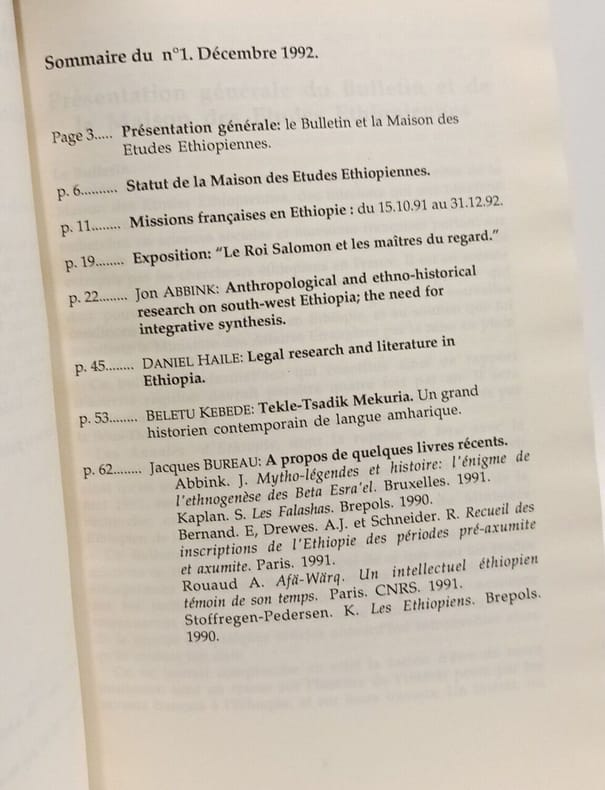 Sommaire du n°1. Décembre 1992.
Page 3..... Présentation générale: le Bulletin et la Maison des
Etudes Ethiopiennes.
p. 6.......... Statut de la Maison des Etudes Ethiopiennes.
p. 11........ Missions françaises en Ethiopie : du 15.10.91 au 31.12.92.
p. 19........ Exposition: “Le Roi Salomon et les maîtres du regard.”
p. 22........ Jon ABBINK: Anthropological and ethno-historical
research on south-west Ethiopia; the need for
integrative synthesis.
p. 45........ DANIEL HAILE: Legal research and literature in
Ethiopia.
p. 53........ BELETU KEBEDE: Tekle-Tsadik Mekuria. Un grand
historien contemporain de langue amharique.
p. 62........ Jacques BUREAU: A propos de quelques livres récents.
Abbink. J. Mytho-légendes et histoire: l'énigme de
l'ethnogenèse des Beta Esra'el. Bruxelles. 1991.
Kaplan. S. Les Falashas. Brepols. 1990.
Bernand. E, Drewes. A.J. et Schneider. R. Recueil des
inscriptions de l'Ethiopie des périodes pré-axumite
et axumite. Paris. 1991.
Rouaud A. Afä-Wärq. Un intellectuel éthiopien
témoin de son temps. Paris. CNRS. 1991.
Stoffregen-Pedersen. K. Les Ethiopiens. Brepols.
1990.